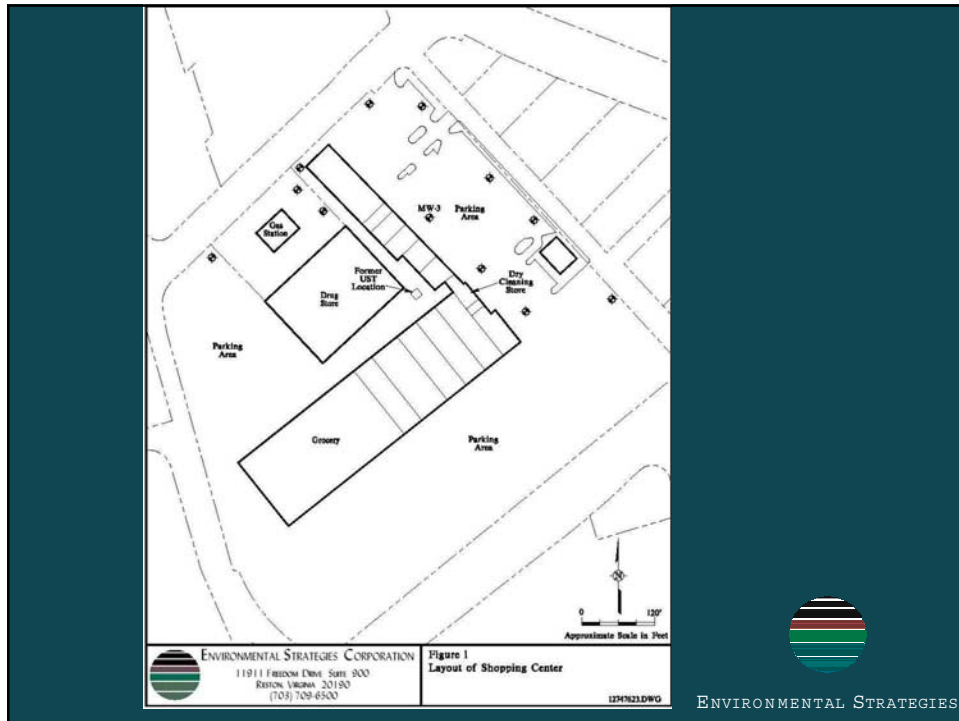 MW-3
Parking
Area
Gas
Station
Former
UST
Location
Dry
Cleaning
Store
Drug
Store
Parking
Area
Grocery
Parking
Area
N
0 120'
Approximate Scale in Feet
ENVIRONMENTAL STRATEGIES CORPORATION
11911 FREEDOM DRIVE SUITE 900
RESTON, VIRGINIA 20190
(703) 709-6500
Figure 1
Layout of Shopping Center
12747623.DWG
ENVIRONMENTAL STRATEGIES